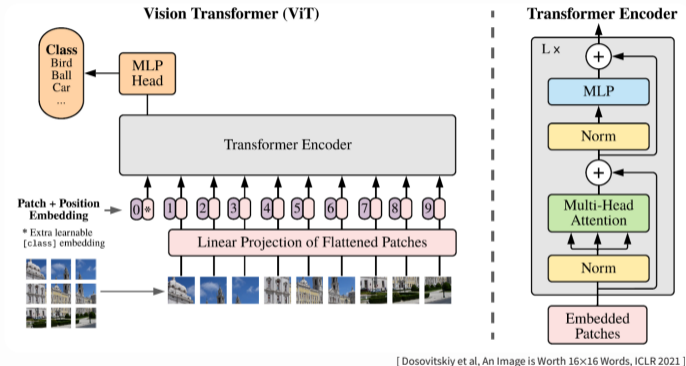 Vision Transformer (ViT)
Class
Bird
Ball
Car
...
MLP
Head
Transformer Encoder
Patch + Position
Embedding
* Extra learnable
[class] embedding
0 * 1 2 3 4 5 6 7 8 9
Linear Projection of Flattened Patches
Transformer Encoder
L x
+
MLP
Norm
+
Multi-Head
Attention
Norm
Embedded
Patches
[ Dosovitskiy et al, An Image is Worth 16×16 Words, ICLR 2021 ]